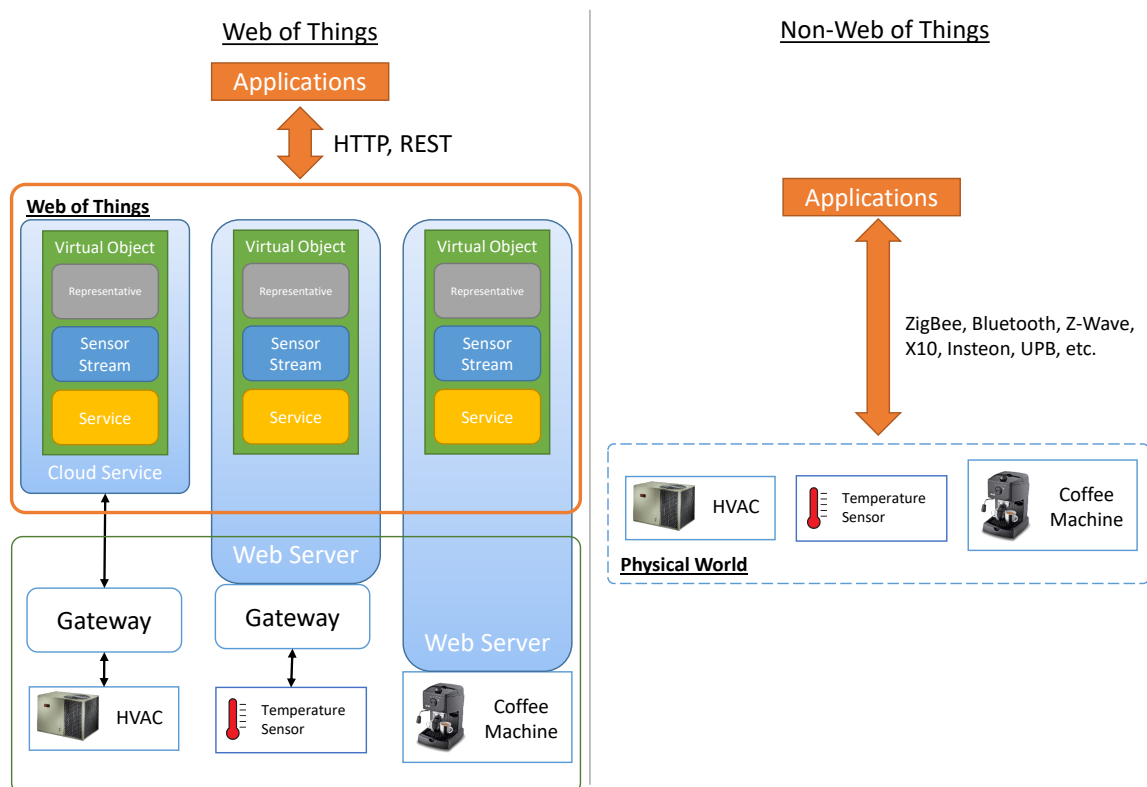 Web of Things
Applications
HTTP, REST
Web of Things
Virtual Object
Representative
Sensor
Stream
Service
Cloud Service
Virtual Object
Representative
Sensor
Stream
Service
Web Server
Virtual Object
Representative
Sensor
Stream
Service
Web Server
Gateway
Gateway
HVAC
Temperature
Sensor
Coffee
Machine
Non-Web of Things
Applications
ZigBee, Bluetooth, Z-Wave,
X10, Insteon, UPB, etc.
HVAC
Temperature
Sensor
Coffee
Machine
Physical World